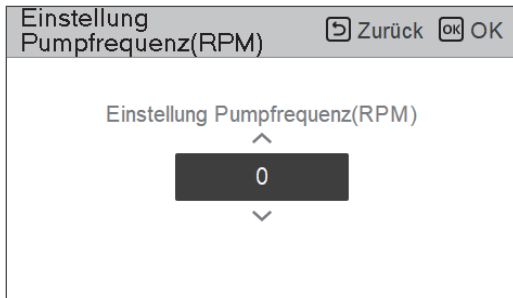 Einstellung
Pumpfrequenz(RPM)
Zurück OK OK
Einstellung Pumpfrequenz(RPM)
0